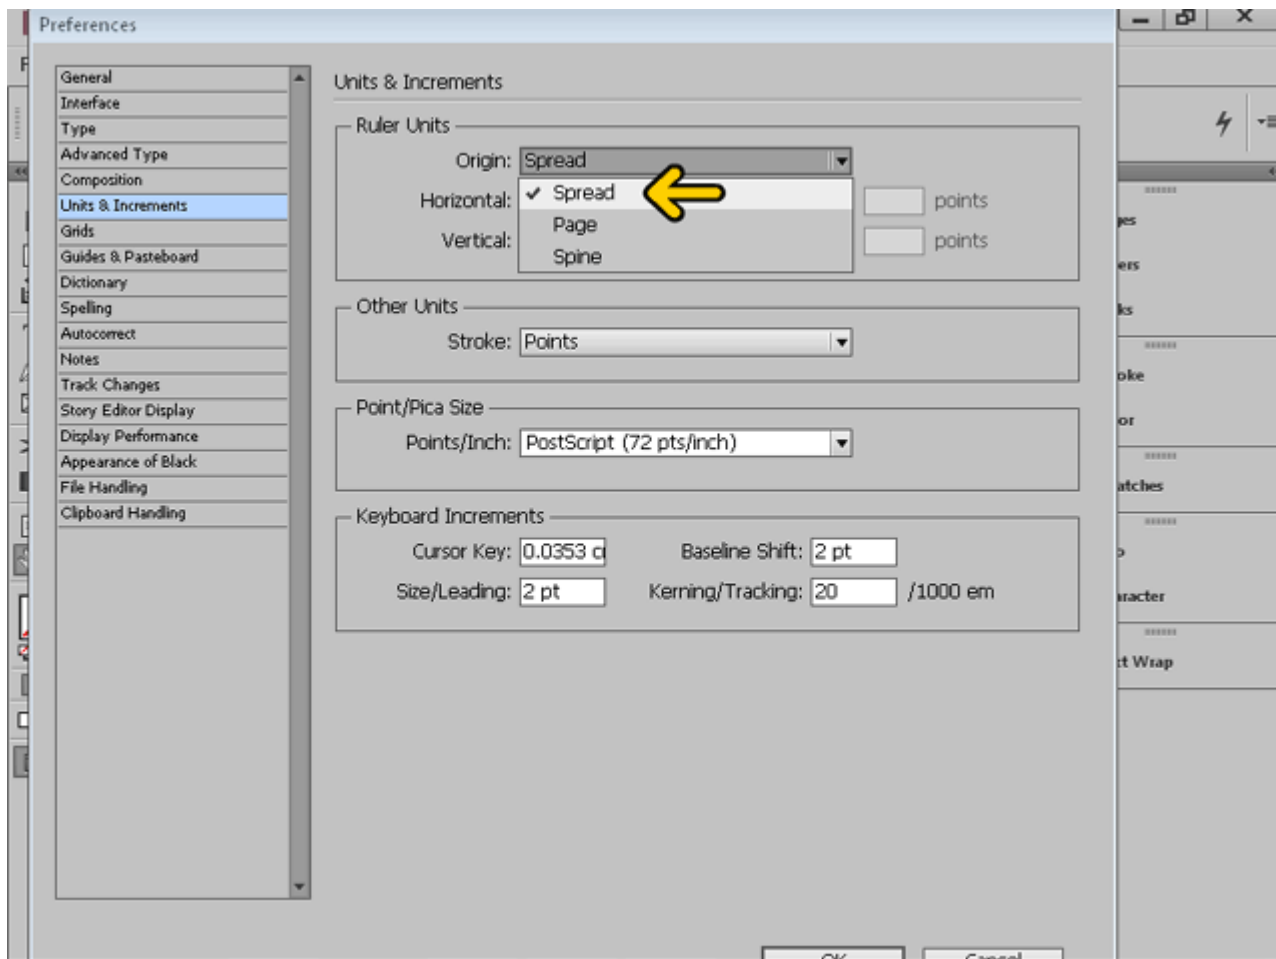 Preferences
General
Interface
Type
Advanced Type
Composition
Units & Increments
Grids
Guides & Pasteboard
Dictionary
Spelling
Autocorrect
Notes
Track Changes
Story Editor Display
Display Performance
Appearance of Black
File Handling
Clipboard Handling
Units & Increments
Ruler Units
Origin: Spread
Spread
Page
Spine
Horizontal: points
Vertical: points
Other Units
Stroke: Points
Point/Pica Size
Points/Inch: PostScript (72 pts/inch)
Keyboard Increments
Cursor Key: 0.0353 Baseline Shift: 2 pt
Size/Leading: 2 pt Kerning/Tracking: 20 /1000 em
OK Cancel
Wrap